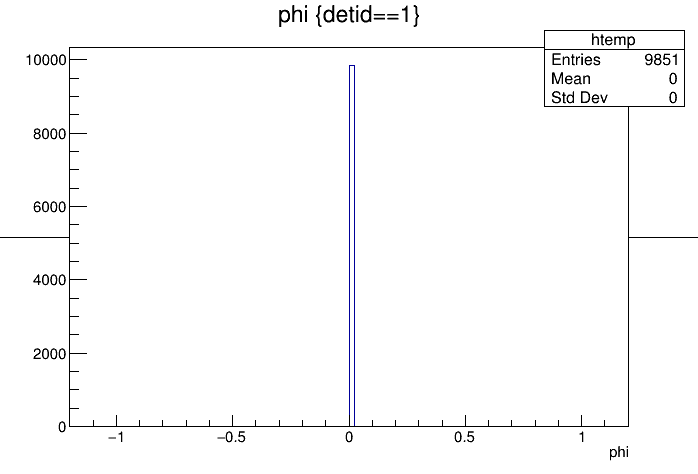 phi {detid==1}
htemp
Entries 9851
Mean 0
Std Dev 0
10000
8000
6000
4000
2000
0
−1 −0.5 0 0.5 1
phi